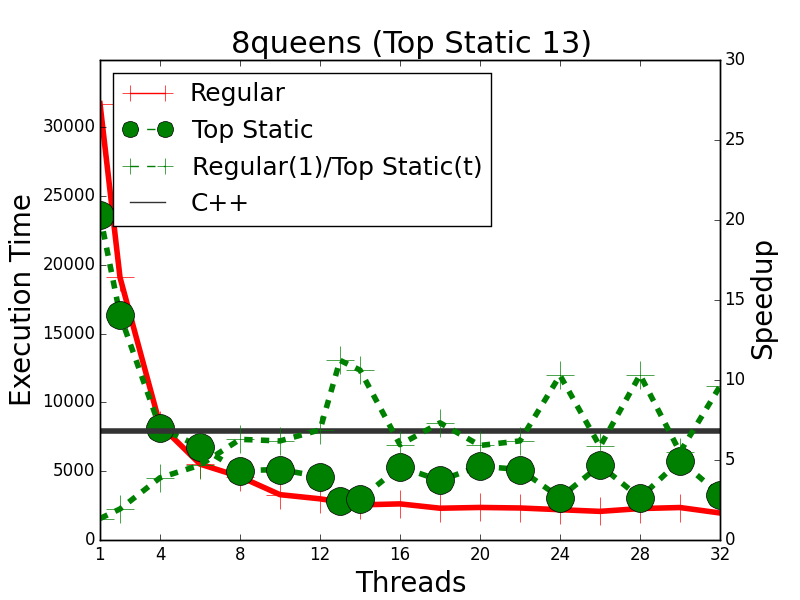 8queens (Top Static 13)
Regular
Top Static
Regular(1)/Top Static(t)
C++
Execution Time
30000
25000
20000
15000
10000
5000
0
Speedup
30
25
20
15
10
5
0
1 4 8 12 16 20 24 28 32
Threads